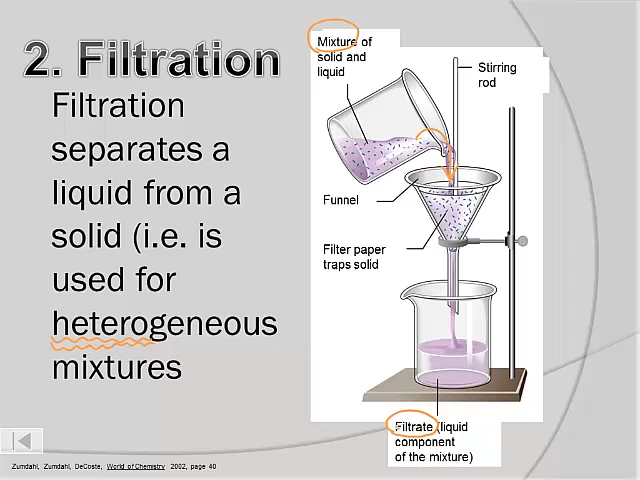 2. Filtration
Filtration
separates a
liquid from a
solid (i.e. is
used for
heterogeneous
mixtures
Mixture of
solid and
liquid
Stirring
rod
Funnel
Filter paper
traps solid
Filtrate (liquid
component
of the mixture)
Zumdahl, Zumdahl, DeCoste, World of Chemistry 2002, page 40